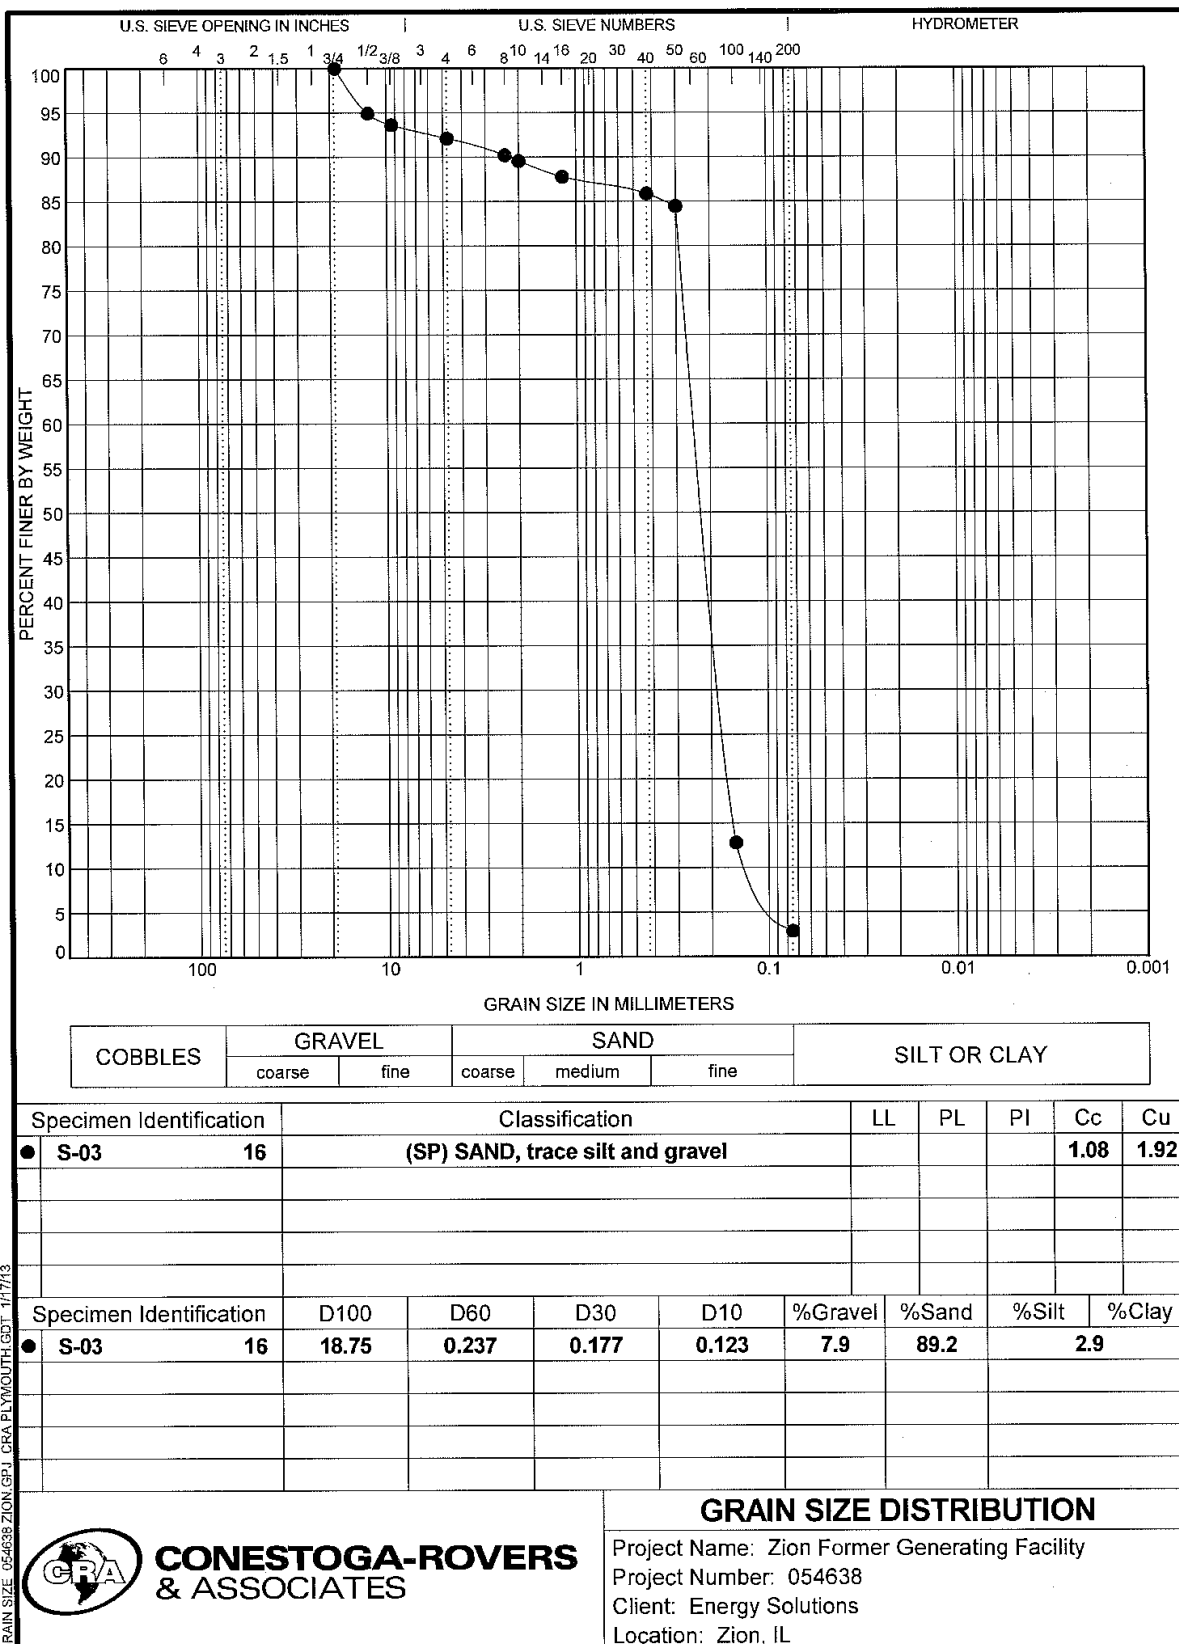 U.S. SIEVE OPENING IN INCHES | U.S. SIEVE NUMBERS | HYDROMETER
6 4 3 2 1.5 1 3/4 1/2 3/8 3 4 6 8 10 14 16 20 30 40 50 60 100 140 200
PERCENT FINER BY WEIGHT
100
95
90
85
80
75
70
65
60
55
50
45
40
35
30
25
20
15
10
5
0
100 10 1 0.1 0.01 0.001
GRAIN SIZE IN MILLIMETERS
COBBLES GRAVEL SAND SILT OR CLAY
coarse fine coarse medium fine
Specimen Identification Classification LL PL PI Cc Cu
S-03 16 (SP) SAND, trace silt and gravel 1.08 1.92
Specimen Identification D100 D60 D30 D10 %Gravel %Sand %Silt %Clay
S-03 16 18.75 0.237 0.177 0.123 7.9 89.2 2.9
RAIN SIZE 054638 ZION.GPJ CRA PLYMOUTH.GDT 1/17/13
CRA
CONESTOGA-ROVERS
& ASSOCIATES
GRAIN SIZE DISTRIBUTION
Project Name: Zion Former Generating Facility
Project Number: 054638
Client: Energy Solutions
Location: Zion, IL